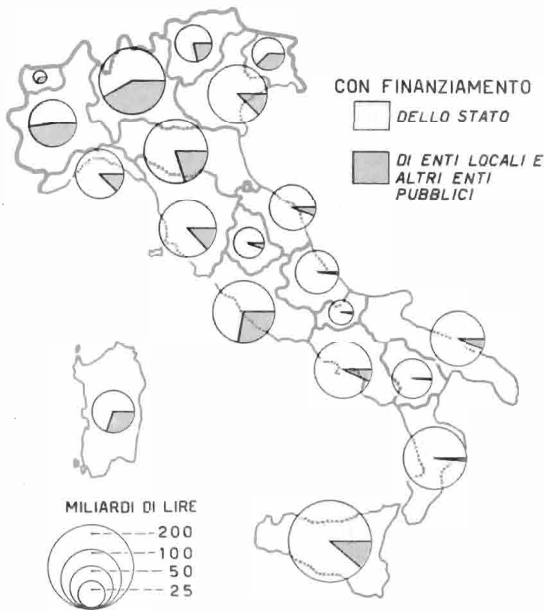 CON FINANZIAMENTO
DELLO STATO
DI ENTI LOCALI E
ALTRI ENTI
PUBBLICI
MILIARDI DI LIRE
200
100
50
25